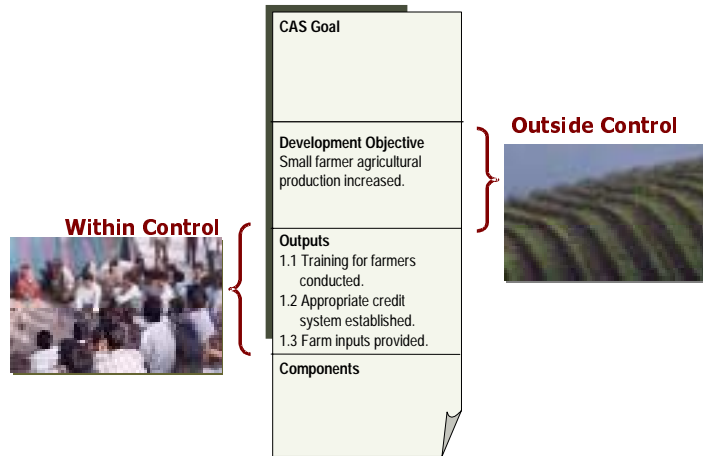 CAS Goal
Outside Control
Development Objective
Small farmer agricultural
production increased.
Within Control
Outputs
1.1 Training for farmers
conducted.
1.2 Appropriate credit
system established.
1.3 Farm inputs provided.
Components